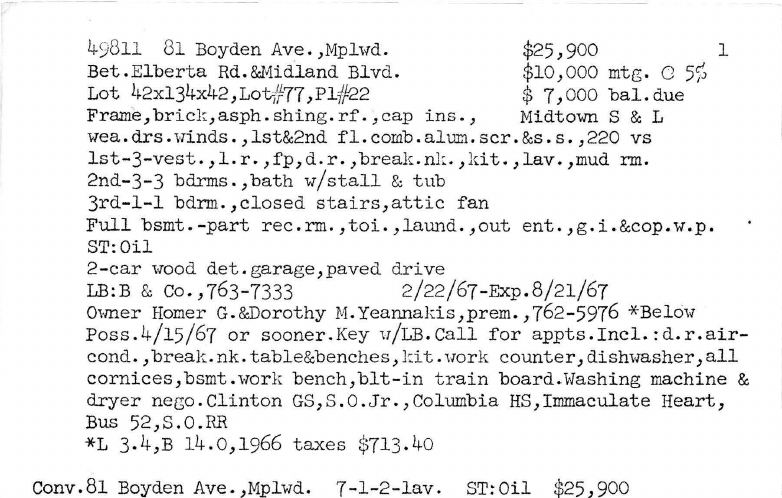 49811 81 Boyden Ave.,Mplwd. $25,900 1
Bet.Elberta Rd.&Midland Blvd. $10,000 mtg. @ 5%
Lot 42x134x42,Lot#77,Pl#22 $ 7,000 bal.due
Frame,brick,asph.shing.rf.,cap ins., Midtown S & L
wea.drs.winds.,1st&2nd fl.comb.alum.scr.&s.s.,220 vs
1st-3-vest.,l.r.,fp,d.r.,break.nk.,kit.,lav.,mud rm.
2nd-3-3 bdrms.,bath w/stall & tub
3rd-1-1 bdrm.,closed stairs,attic fan
Full bsmt.-part rec.rm.,toi.,laund.,out ent.,g.i.&cop.w.p.
ST:Oil
2-car wood det.garage,paved drive
LB:B & Co.,763-7333 2/22/67-Exp.8/21/67
Owner Homer G.&Dorothy M.Yeannakis,prem.,762-5976 *Below
Poss.4/15/67 or sooner.Key w/LB.Call for appts.Incl.:d.r.air-
cond.,break.nk.table&benches,kit.work counter,dishwasher,all
cornices,bsmt.work bench,blt-in train board.Washing machine &
dryer nego.Clinton GS,S.O.Jr.,Columbia HS,Immaculate Heart,
Bus 52,S.O.RR
*L 3.4,B 14.0,1966 taxes $713.40
Conv.81 Boyden Ave.,Mplwd. 7-1-2-lav. ST:Oil $25,900